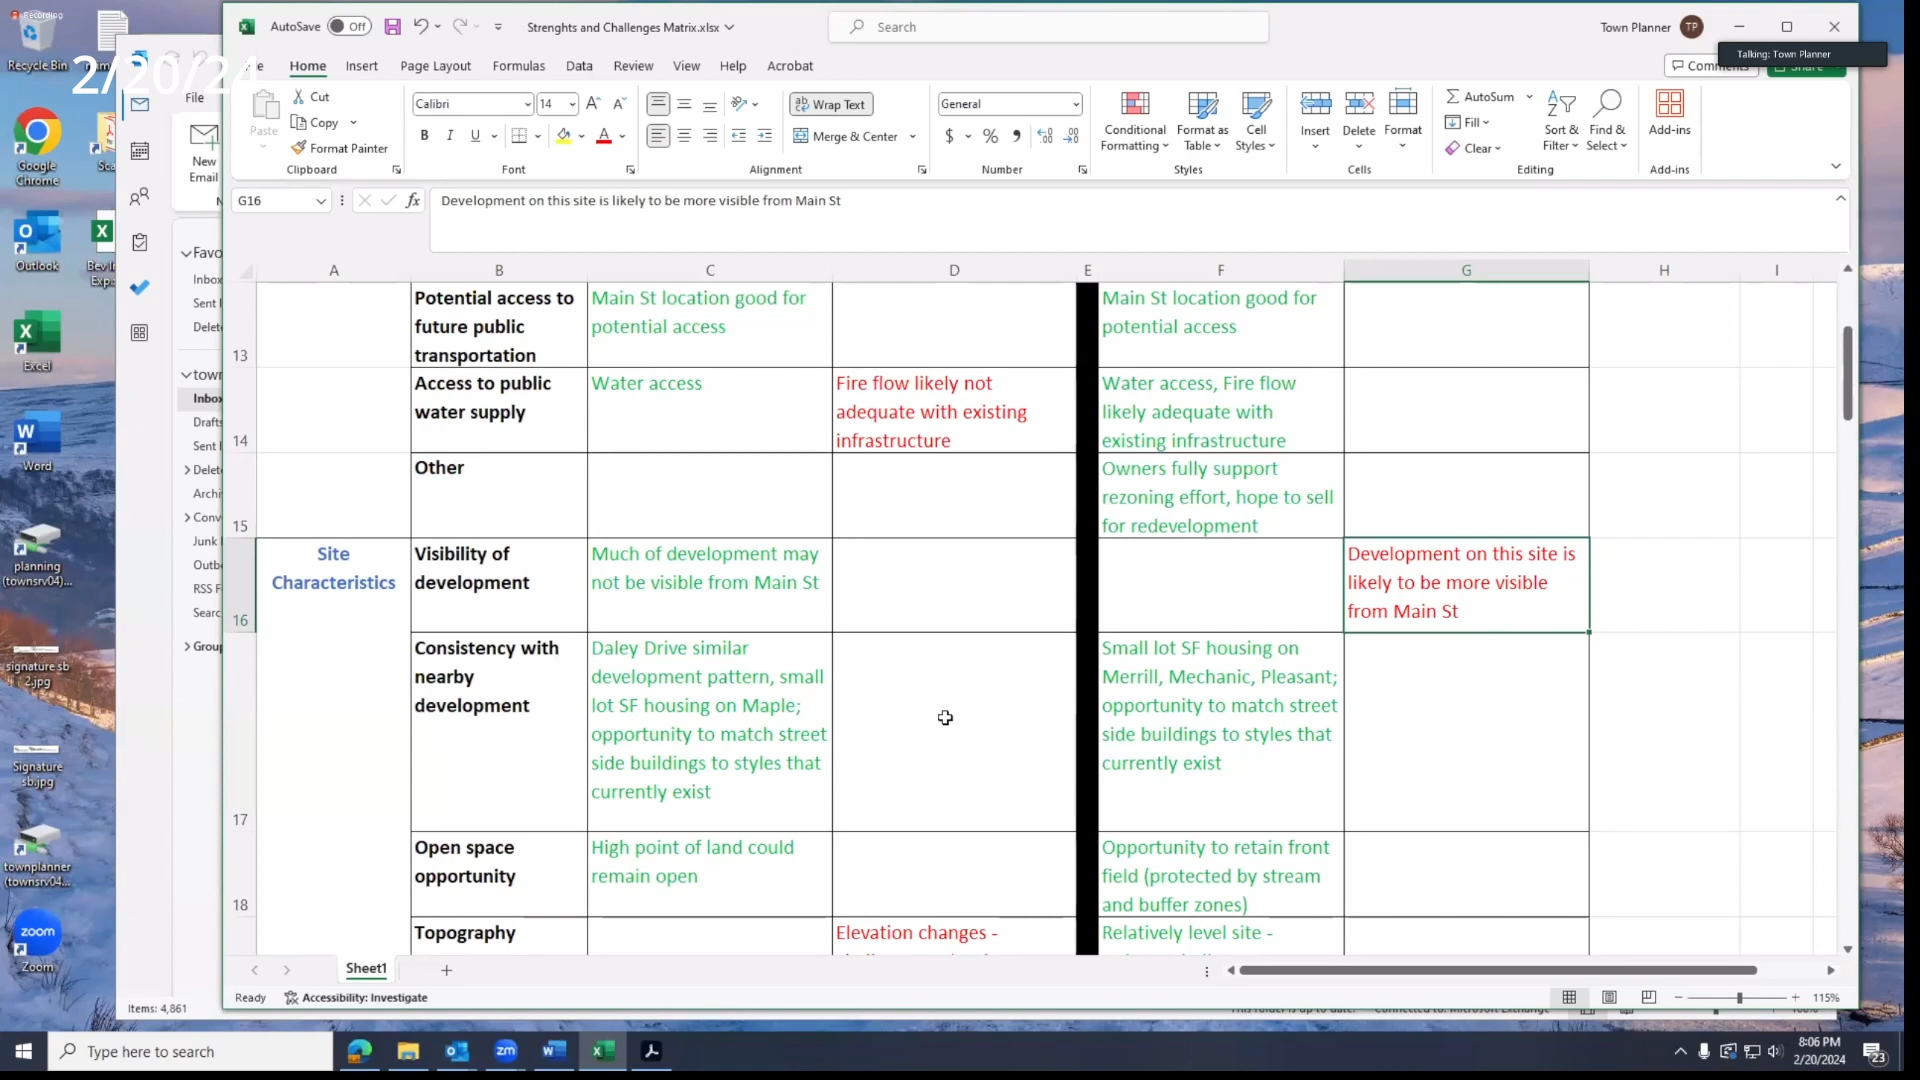 Recording
AutoSave Off
Strenghts and Challenges Matrix.xlsx
Search
Town Planner TP
Talking: Town Planner
2/20/24
Home Insert Page Layout Formulas Data Review View Help Acrobat
Comments Share
Paste
Cut
Copy
Format Painter
Clipboard
Calibri 14
B I U
Font
Wrap Text
Merge & Center
Alignment
General
Number
Conditional Formatting
Format as Table
Cell Styles
Styles
Insert Delete Format
Cells
AutoSum
Fill
Clear
Sort & Filter
Find & Select
Editing
Add-ins
Add-ins
G16
fx
Development on this site is likely to be more visible from Main St
A B C D E F G H I
13
Potential access to
future public
transportation
Main St location good for
potential access
Main St location good for
potential access
14
Access to public
water supply
Water access
Fire flow likely not
adequate with existing
infrastructure
Water access, Fire flow
likely adequate with
existing infrastructure
15
Other
Owners fully support
rezoning effort, hope to sell
for redevelopment
16
Site
Characteristics
Visibility of
development
Much of development may
not be visible from Main St
Development on this site is
likely to be more visible
from Main St
17
Consistency with
nearby
development
Daley Drive similar
development pattern, small
lot SF housing on Maple;
opportunity to match street
side buildings to styles that
currently exist
Small lot SF housing on
Merrill, Mechanic, Pleasant;
opportunity to match street
side buildings to styles that
currently exist
18
Open space
opportunity
High point of land could
remain open
Opportunity to retain front
field (protected by stream
and buffer zones)
Topography
Elevation changes -
Relatively level site -
Sheet1
Ready
Accessibility: Investigate
115%
Recycle Bin
Google
Chrome
Outlook
Excel
Word
planning
(townsrv04)...
signature sb
2.jpg
Signature
sb.jpg
townplanner
(townsrv04...
zoom
Zoom
File
New
Email
Favo
Inbox
Sent I
Delet
town
Inbo
Drafts
Sent I
Delet
Archi
Conv
Junk
Outb
RSS F
Searc
Grou
Items: 4,861
Type here to search
8:06 PM
2/20/2024
23